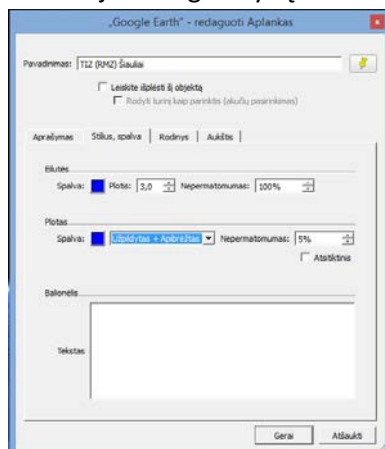 „Google Earth“ - redaguoti Aplankas
Pavadinimas: TIZ (RMZ) Šiauliai
Leiskite išplėsti šį objektą
Rodyti turinį kaip parinktis (akučių pasirinkimas)
Aprašymas Stilius, spalva Rodinys Aukštis
Eilutės
Spalva: Plotis: 3,0 Nepermatomumas: 100%
Plotas
Spalva: Užpildytas + Apibrėžtas Nepermatomumas: 5%
Atsitiktinis
Balionėlis
Tekstas
Gerai Atšaukti